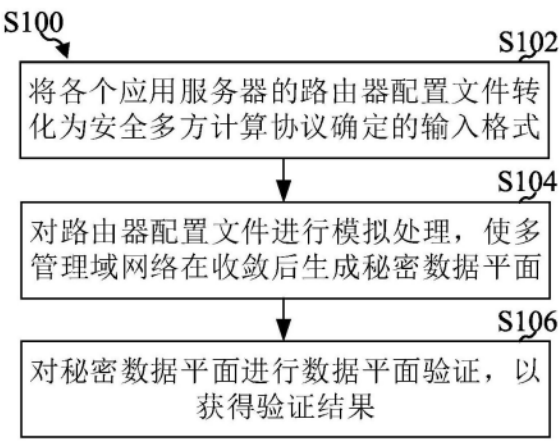 S100
S102
将各个应用服务器的路由器配置文件转
化为安全多方计算协议确定的输入格式
S104
对路由器配置文件进行模拟处理，使多
管理域网络在收敛后生成秘密数据平面
S106
对秘密数据平面进行数据平面验证，以
获得验证结果